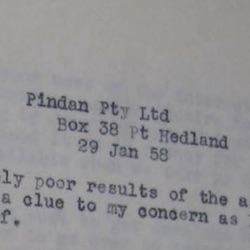 Pindan Pty Ltd
Box 38 Pt Hedland
29 Jan 58
ly poor results of the a
a clue to my concern as
f.